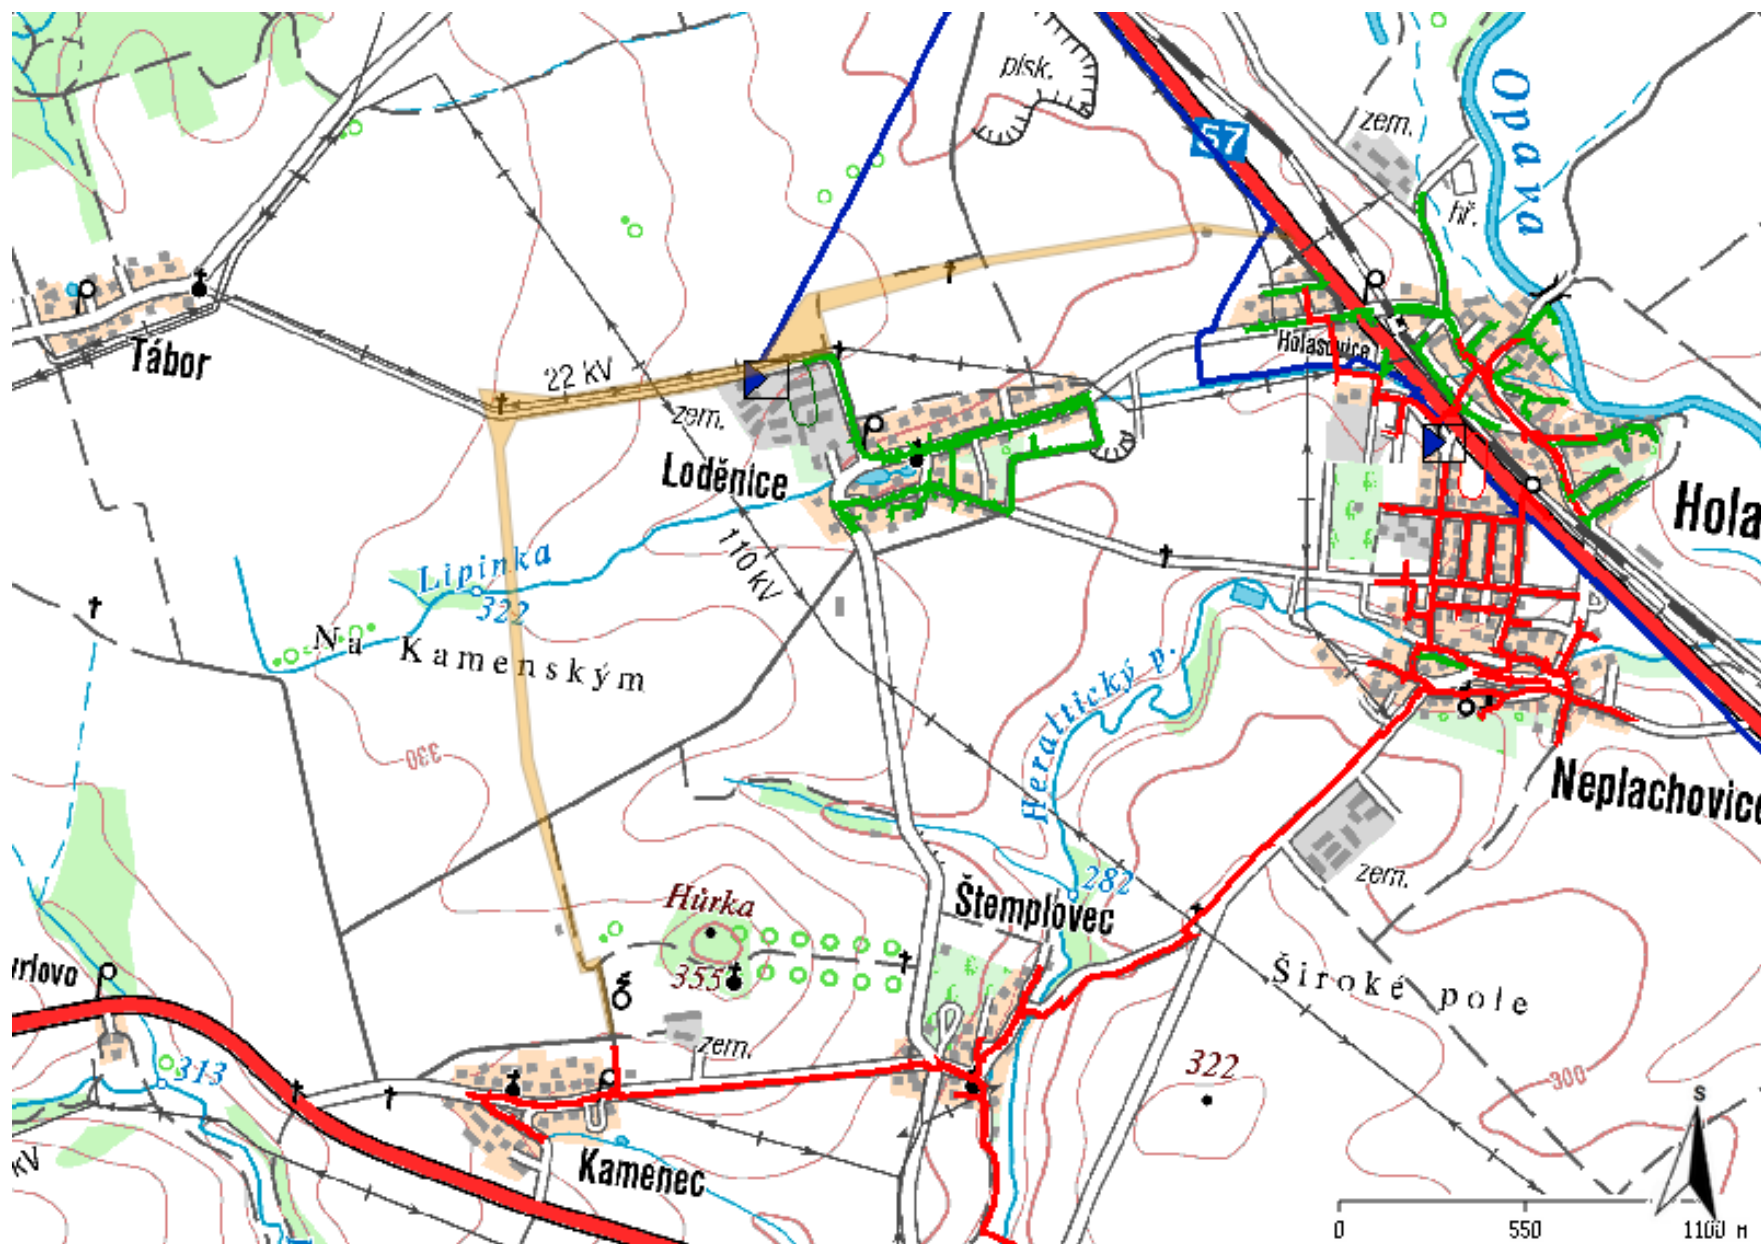 písk.
57
Opava
zem.
hř.
Tábor
22 kV
Holasovice
zem.
Loděnice
Hola
110 kV
Lipinka
322
Na Kamenským
Heraltický p.
330
Neplachovice
zem.
282
Štemplovec
Hůrka
355
Široké pole
zem.
313
322
300
kV
Kamenec
S
0 550 1100 m